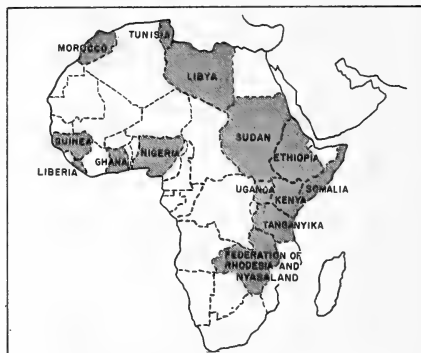 TUNISIA
MOROCCO
LIBYA
SUDAN
GUINEA
GHANA
NIGERIA
ETHIOPIA
LIBERIA
UGANDA
SOMALIA
KENYA
TANGANYIKA
FEDERATION OF
RHODESIA AND
NYASALAND